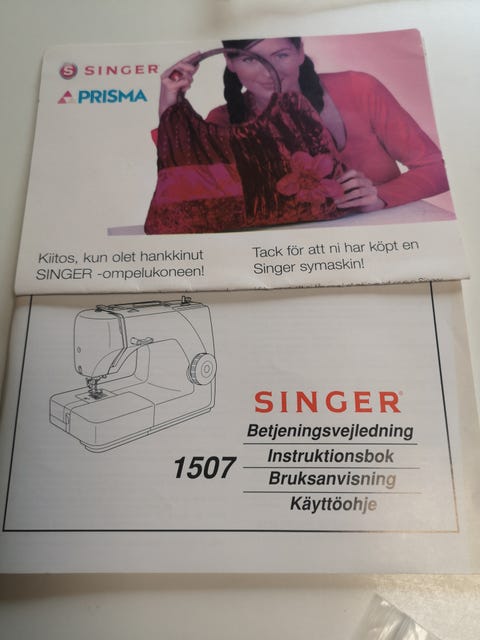 S SINGER
PRISMA
Kiitos, kun olet hankkinut
SINGER -ompelukoneen!
Tack för att ni har köpt en
Singer symaskin!
SINGER®
Betjeningsvejledning
1507
Instruktionsbok
Bruksanvisning
Käyttöohje